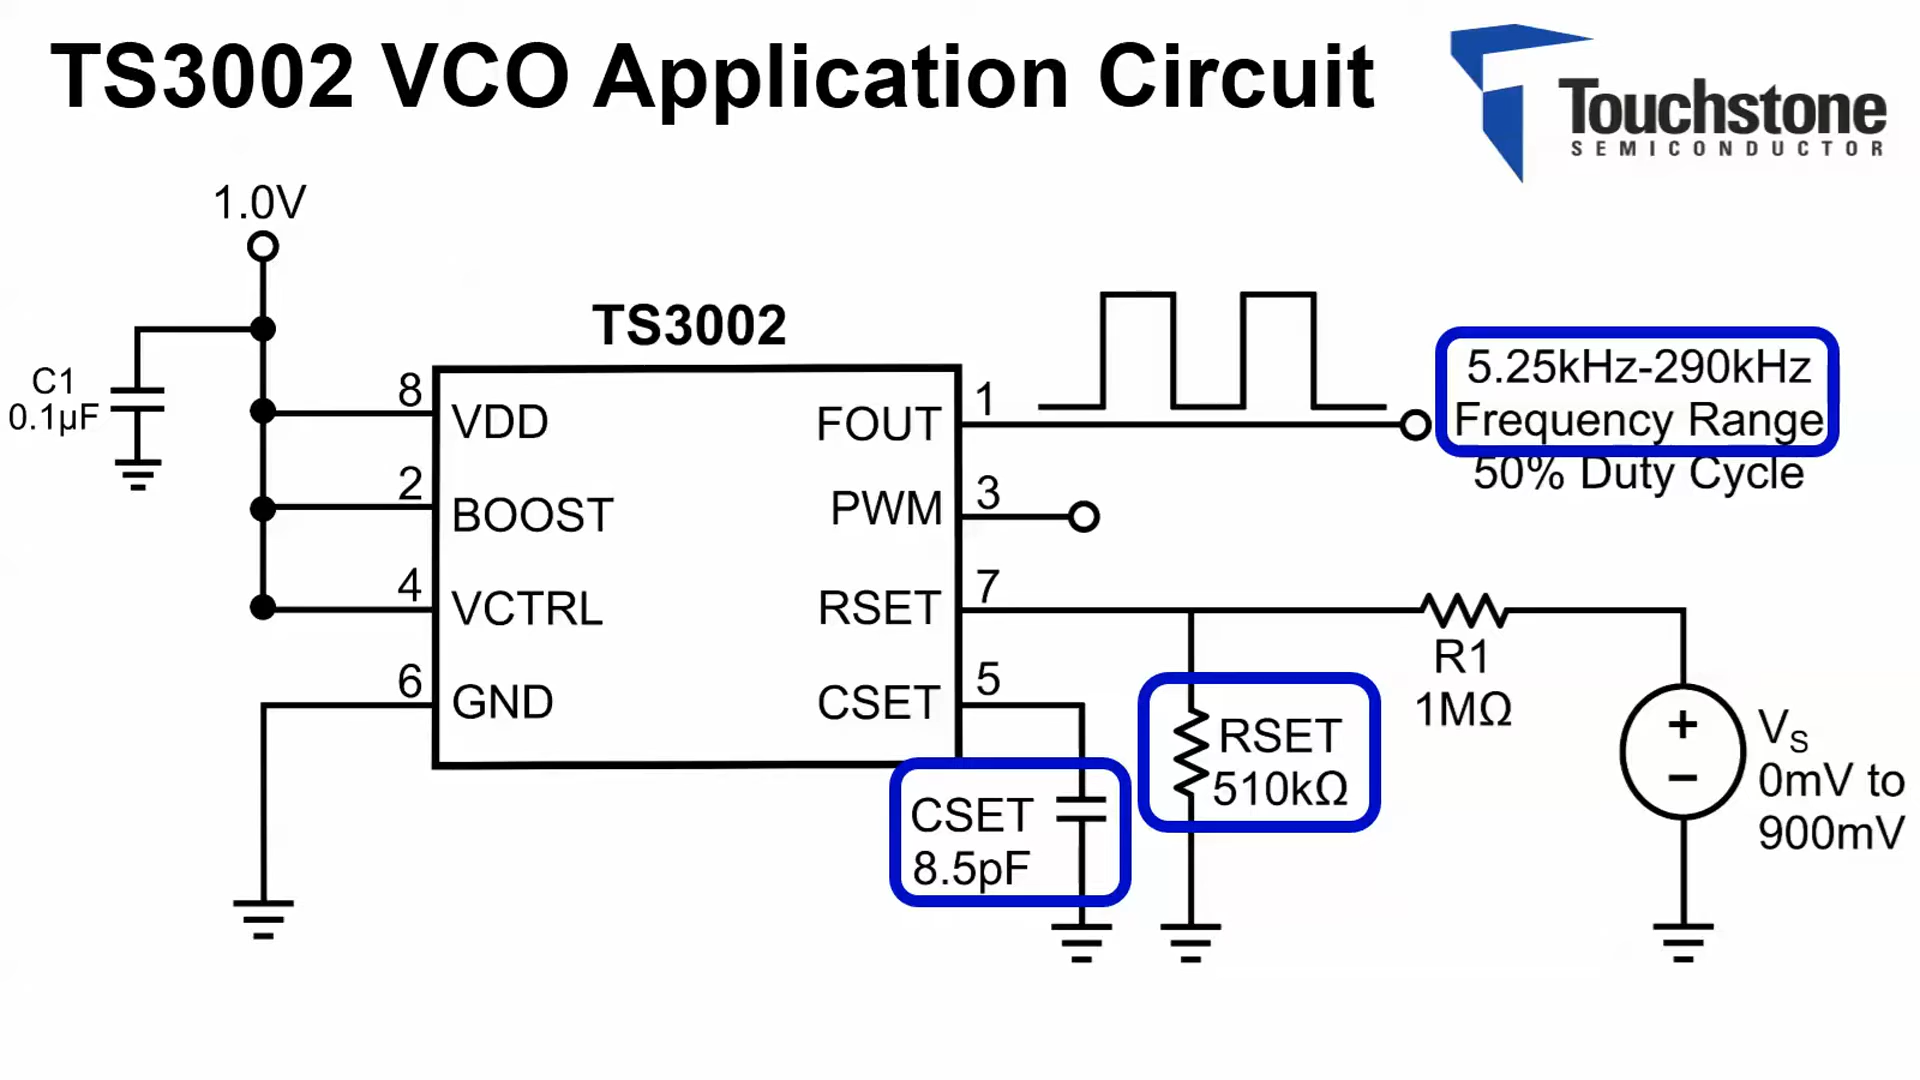 TS3002 VCO Application Circuit
Touchstone
SEMICONDUCTOR
1.0V
TS3002
C1
0.1µF
8
VDD
2
BOOST
4
VCTRL
6
GND
FOUT
1
PWM
3
RSET
7
CSET
5
5.25kHz-290kHz
Frequency Range
50% Duty Cycle
R1
1MΩ
RSET
510kΩ
CSET
8.5pF
+
−
VS
0mV to
900mV